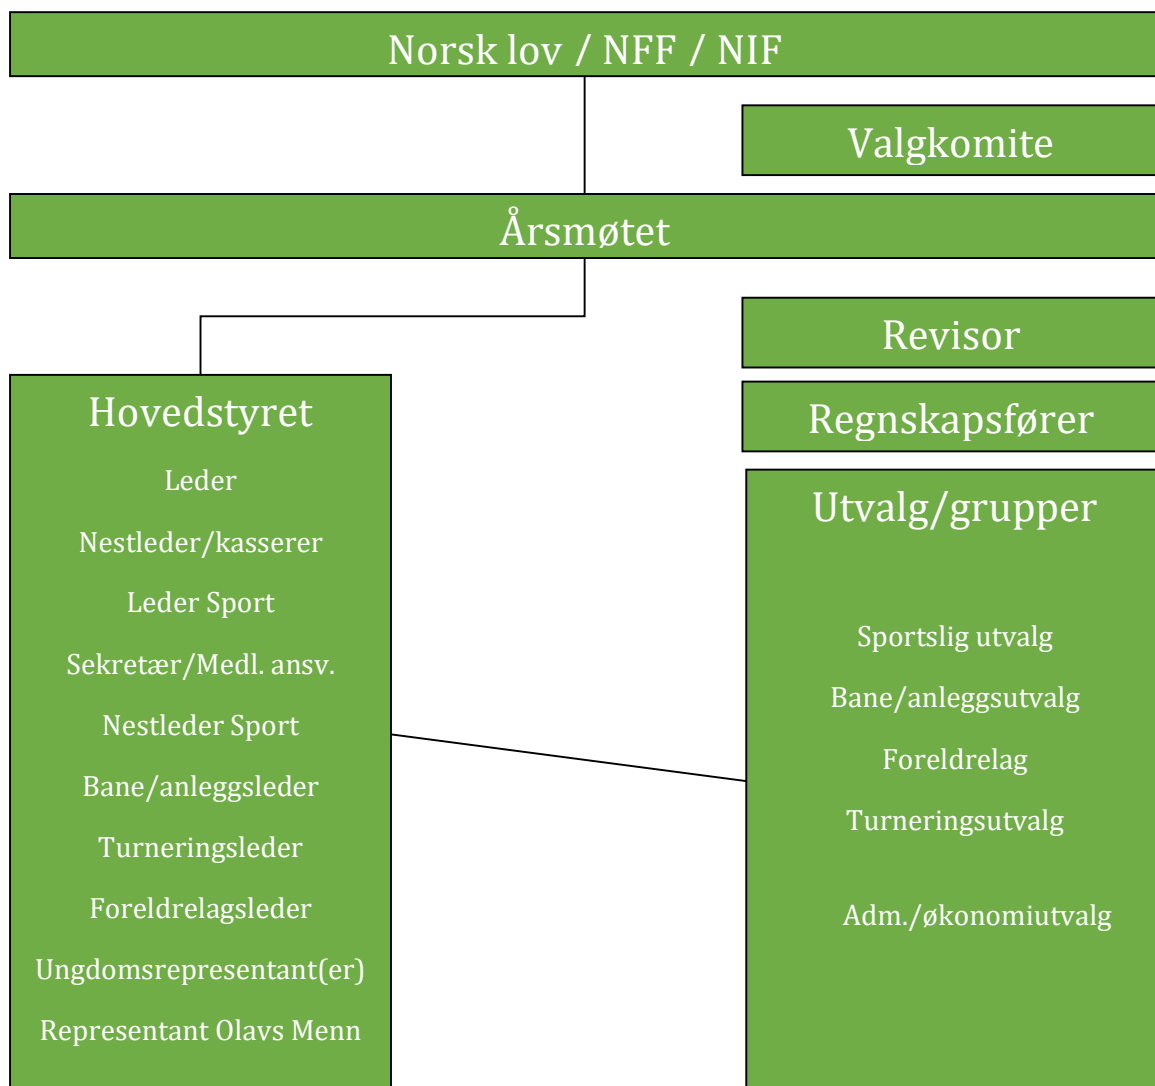 Norsk lov / NFF / NIF
Valgkomite
Årsmøtet
Revisor
Regnskapsfører
Hovedstyret
Leder
Nestleder/kasserer
Leder Sport
Sekretær/Medl. ansv.
Nestleder Sport
Bane/anleggsleder
Turneringsleder
Foreldrelagsleder
Ungdomsrepresentant(er)
Representant Olavs Menn
Utvalg/grupper
Sportslig utvalg
Bane/anleggsutvalg
Foreldrelag
Turneringsutvalg
Adm./økonomiutvalg